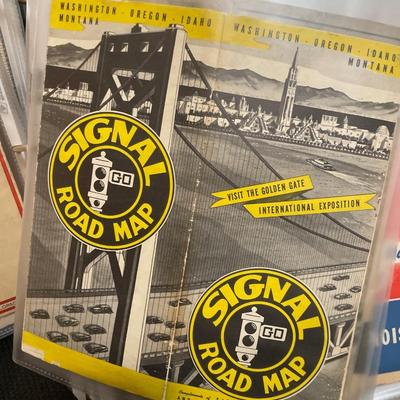 WASHINGTON - OREGON - IDAHO
MONTANA
WASHINGTON - OREGON - IDAHO
MONTANA
SIGNAL
GO
ROAD MAP
VISIT THE GOLDEN GATE
INTERNATIONAL EXPOSITION
SIGNAL
GO
ROAD MAP
OIS